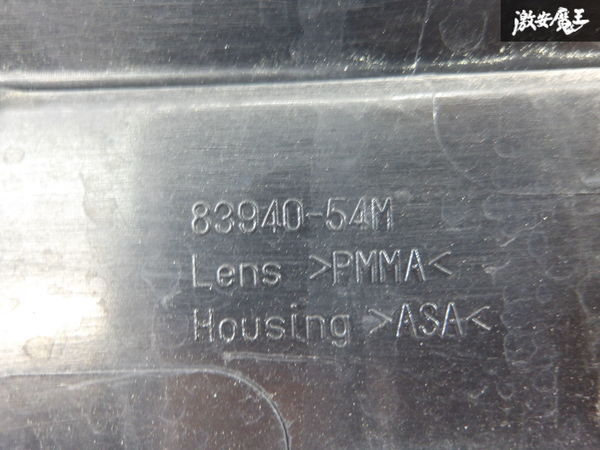 激安魔王
83940-54M
Lens >PMMA<
Housing >ASA<